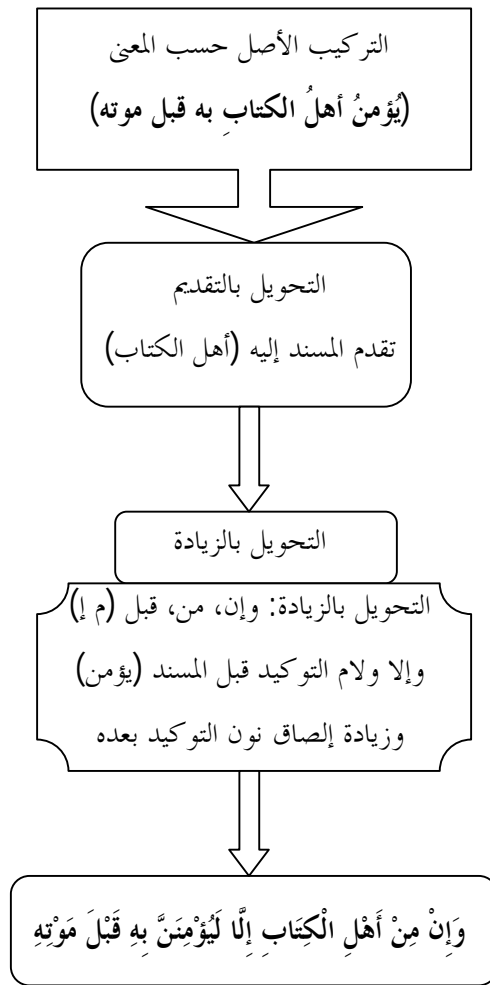 التركيب الأصل حسب المعنى
(يُؤمنُ أهلُ الكتابِ به قبل موته)
التحويل بالتقديم
تقدم المسند إليه (أهل الكتاب)
التحويل بالزيادة
التحويل بالزيادة: وإن، من، قبل (م إ)
وإلا ولام التوكيد قبل المسند (يؤمن)
وزيادة إلصاق نون التوكيد بعده
وَإِنْ مِنْ أَهْلِ الْكِتَابِ إِلَّا لَيُؤْمِنَنَّ بِهِ قَبْلَ مَوْتِهِ